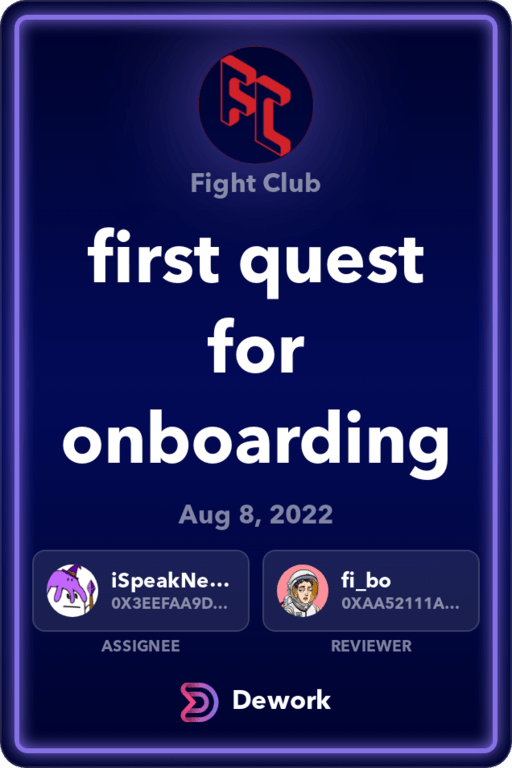 FC
Fight Club
first quest
for
onboarding
Aug 8, 2022
iSpeakNe...
0X3EEFAA9D...
ASSIGNEE
fi_bo
0XAA52111A...
REVIEWER
Dework